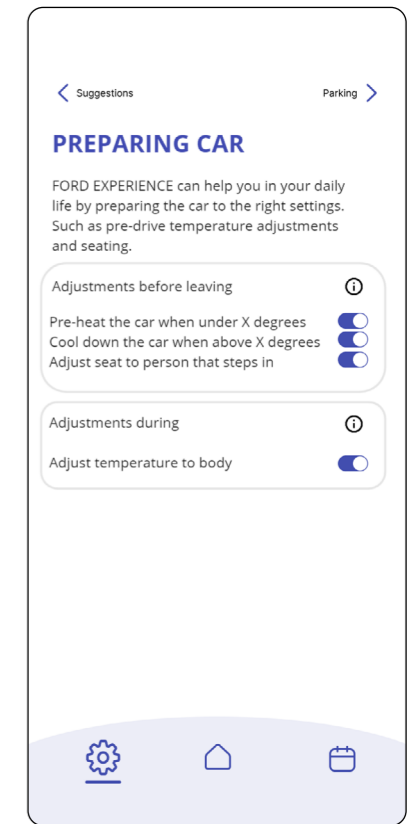 Suggestions
Parking
PREPARING CAR
FORD EXPERIENCE can help you in your daily
life by preparing the car to the right settings.
Such as pre-drive temperature adjustments
and seating.
Adjustments before leaving
Pre-heat the car when under X degrees
Cool down the car when above X degrees
Adjust seat to person that steps in
Adjustments during
Adjust temperature to body